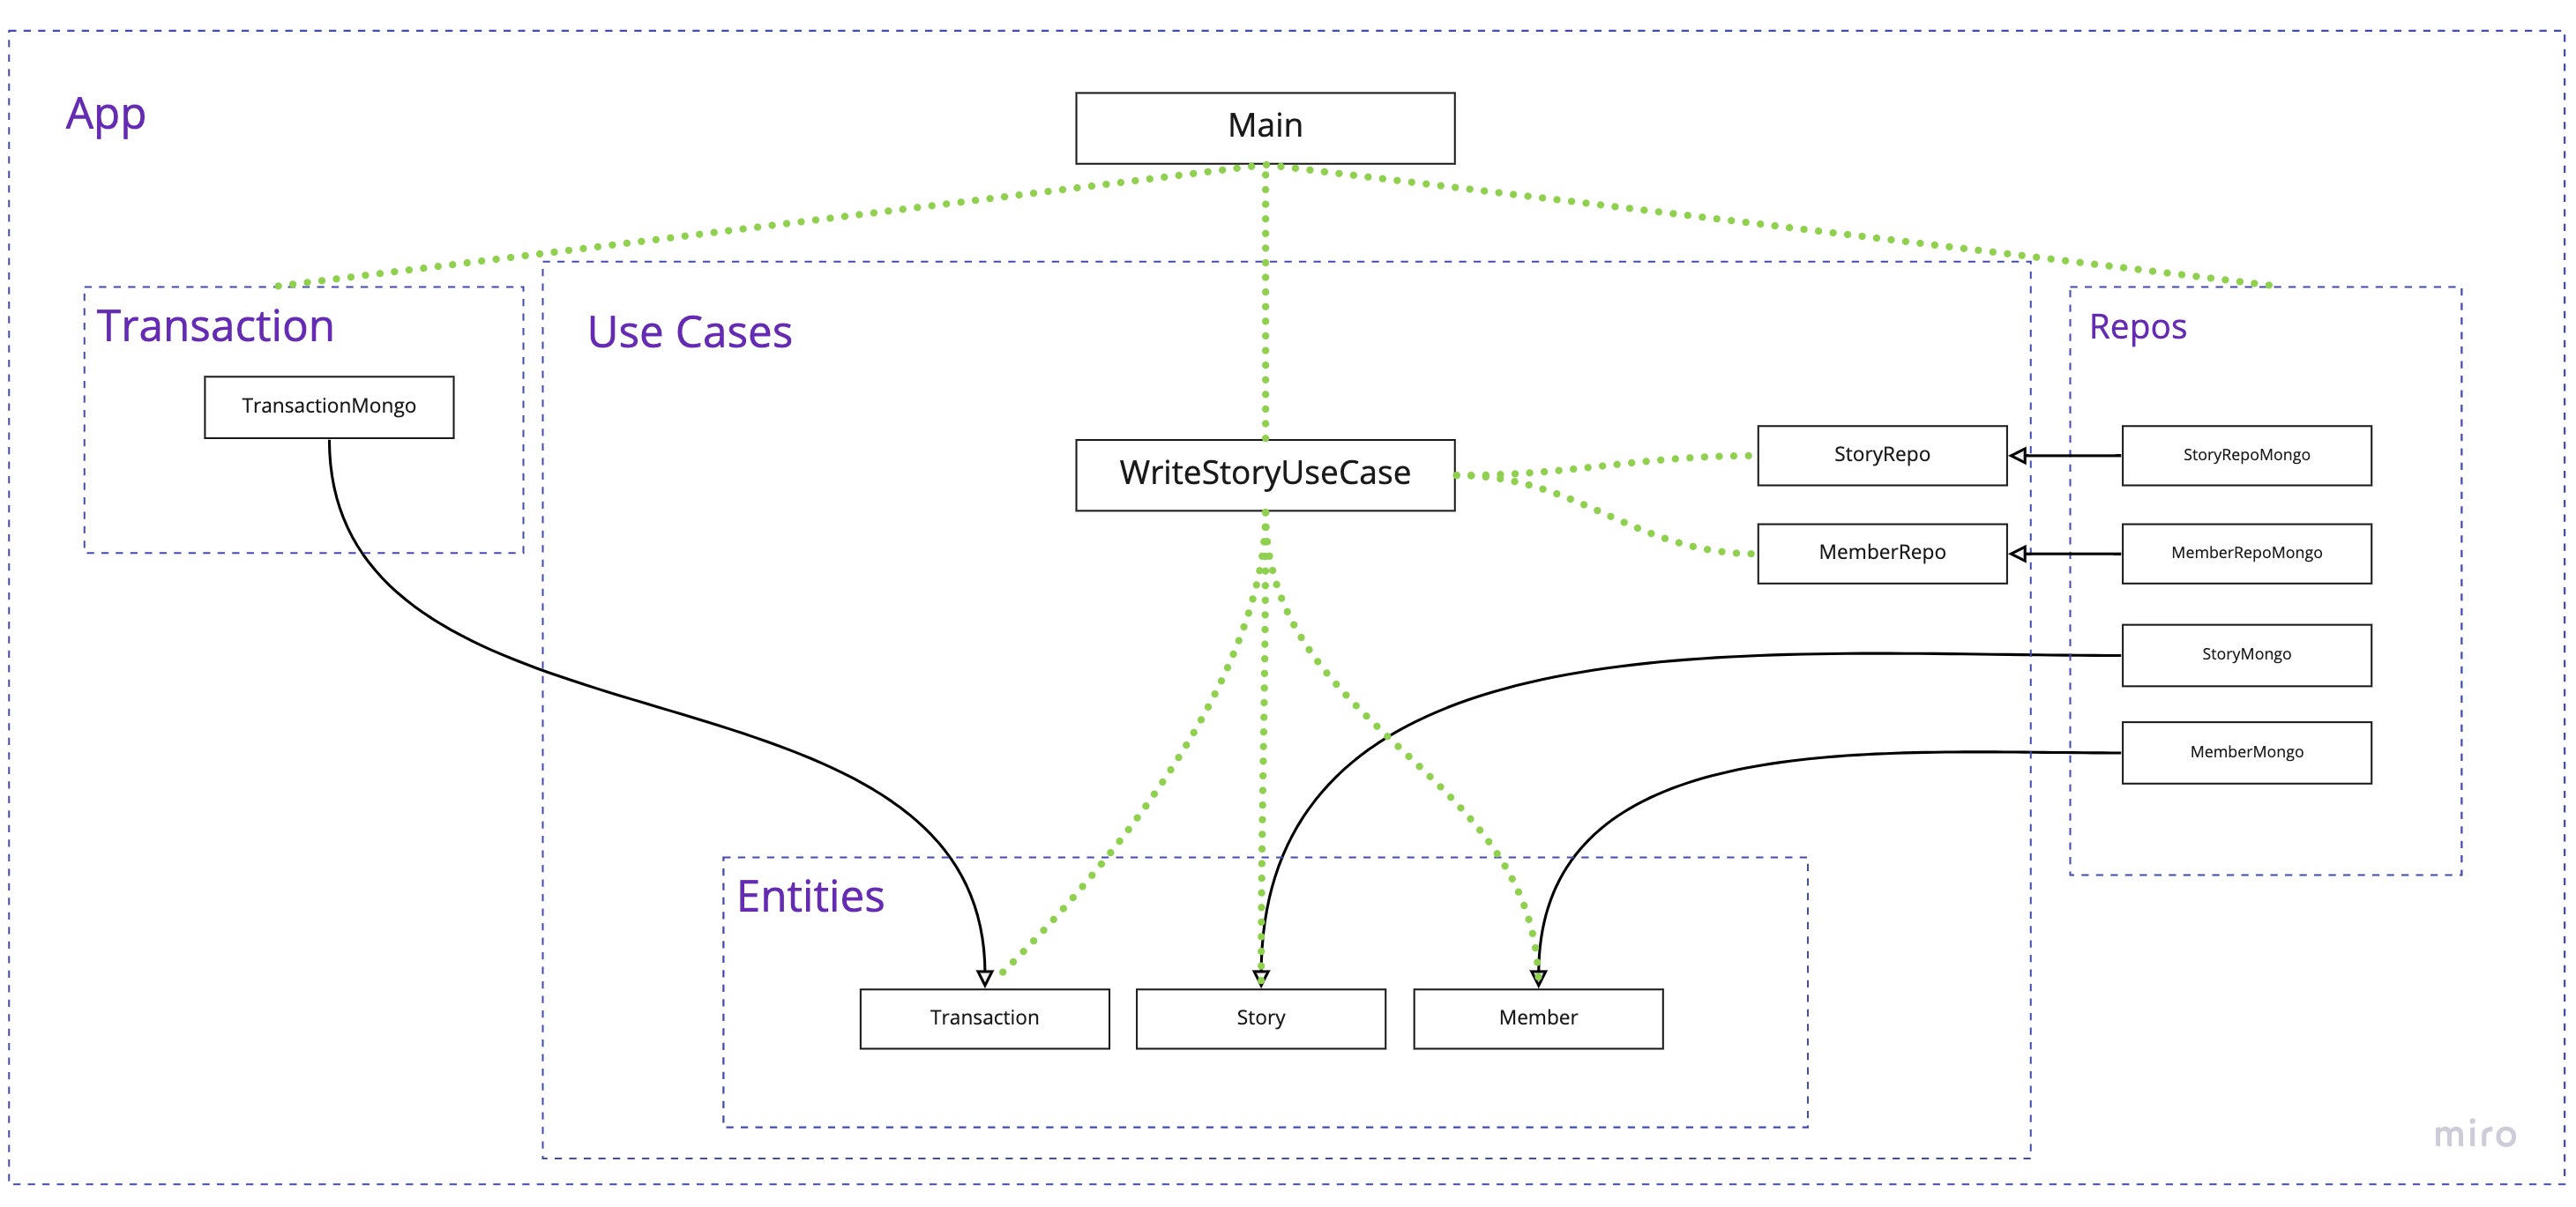 App
Main
Transaction
Use Cases
Repos
TransactionMongo
WriteStoryUseCase
StoryRepo
StoryRepoMongo
MemberRepo
MemberRepoMongo
StoryMongo
MemberMongo
Entities
Transaction
Story
Member
miro